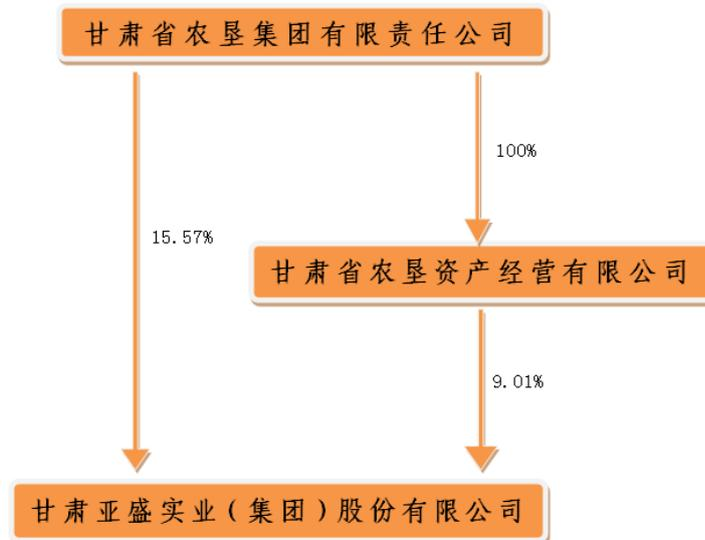 甘肃省农垦集团有限责任公司
100%
15.57%
甘肃省农垦资产经营有限公司
9.01%
甘肃亚盛实业(集团)股份有限公司